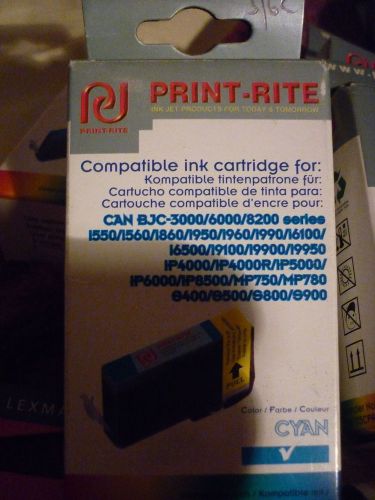 PRINT-RITE
INK JET PRODUCTS FOR TODAY & TOMORROW
PRINT-RITE
Compatible ink cartridge for:
Kompatible tintenpatrone für:
Cartucho compatible de tinta para:
Cartouche compatible d'encre pour:
CAN BJC-3000/6000/8200 series
i550/i560/i860/i950/i960/i990/i6100/
i6500/i9100/i9900/i9950
iP4000/iP4000R/iP5000/
iP6000/iP8500/MP750/MP780
S400/S500/S800/S900
PULL
Color / Farbe / Couleur
CYAN
LEXMA